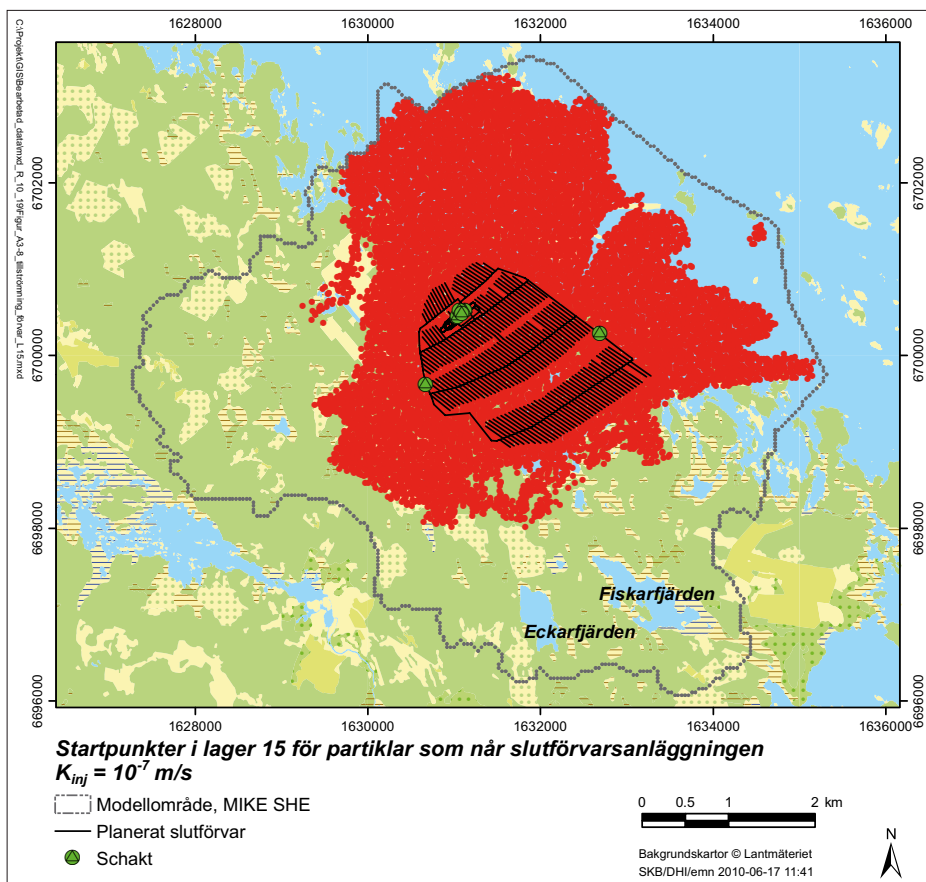 1628000 1630000 1632000 1634000 1636000
6702000 6702000
6700000 6700000
6698000 6698000
6696000 6696000
C:\Projekt\GIS\Bearbetad_data\mxd_R_10_19\Figur_A3-8_tillströmning_förvar_L15.mxd
Fiskarfjärden
Eckarfjärden
1628000 1630000 1632000 1634000 1636000
Startpunkter i lager 15 för partiklar som når slutförvarsanläggningen
K_inj = 10^-7 m/s
Modellområde, MIKE SHE
Planerat slutförvar
Schakt
0 0.5 1 2 km
Bakgrundskartor © Lantmäteriet
SKB/DHI/emn 2010-06-17 11:41
N